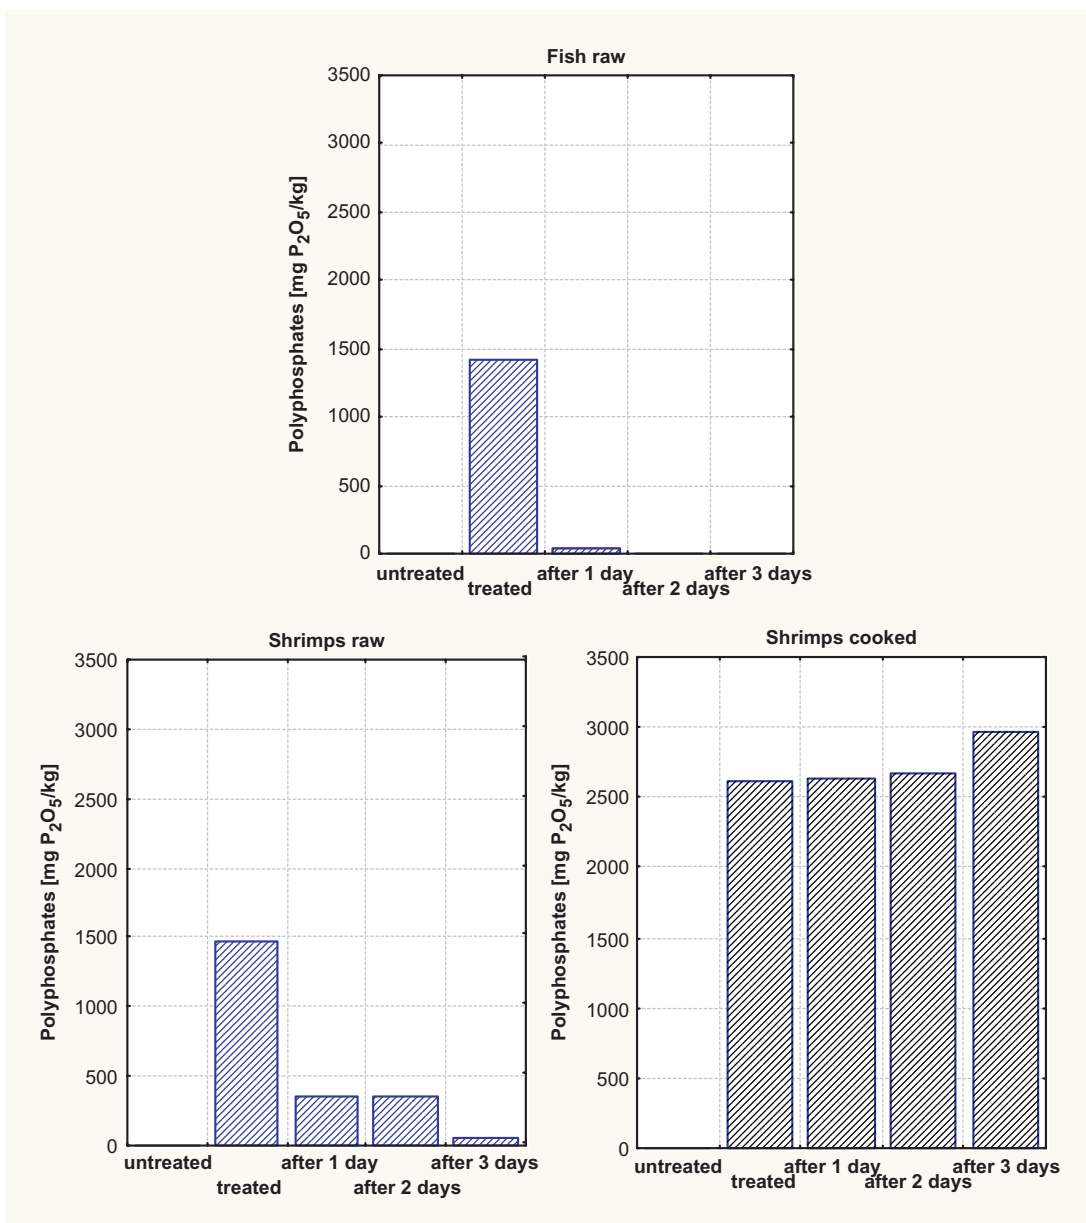 Fish raw
Polyphosphates [mg P₂O₅/kg]
3500
3000
2500
2000
1500
1000
500
0
untreated
treated
after 1 day
after 2 days
after 3 days
Shrimps raw
Polyphosphates [mg P₂O₅/kg]
3500
3000
2500
2000
1500
1000
500
0
untreated
treated
after 1 day
after 2 days
after 3 days
Shrimps cooked
Polyphosphates [mg P₂O₅/kg]
3500
3000
2500
2000
1500
1000
500
0
untreated
treated
after 1 day
after 2 days
after 3 days